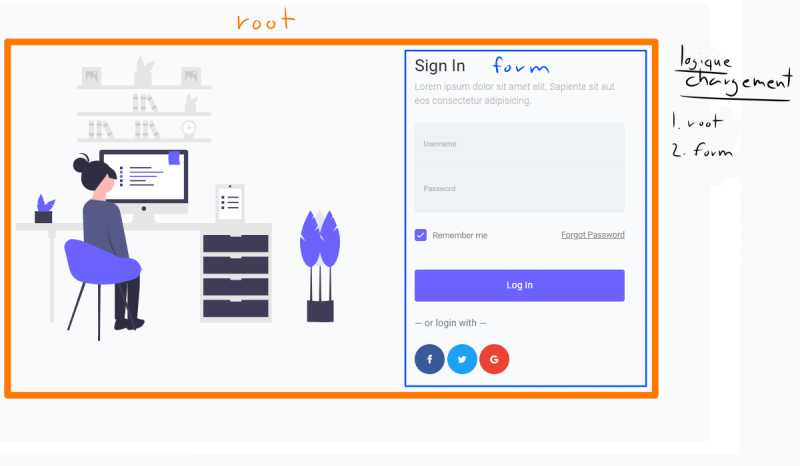 root
Sign In
form
Lorem ipsum dolor sit amet elit. Sapiente sit aut
eos consectetur adipisicing.
Username
Password
Remember me
Forgot Password
Log In
— or login with —
f
G
logique
chargement
1. root
2. form